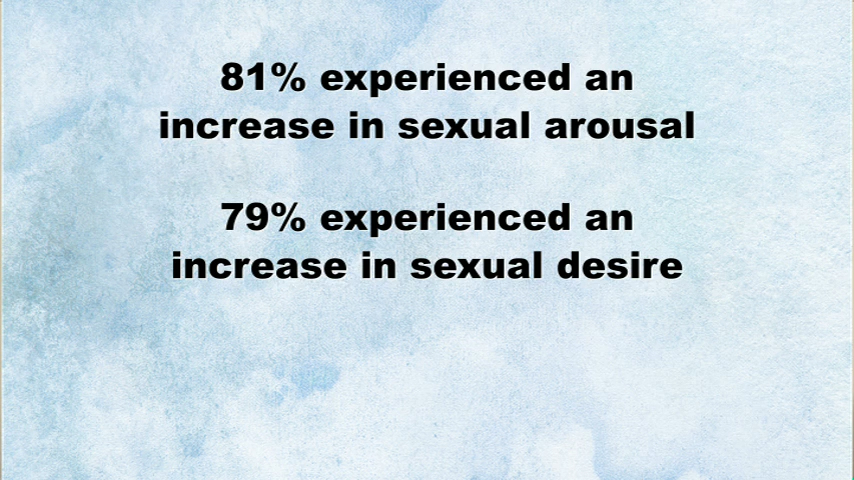 81% experienced an
increase in sexual arousal
79% experienced an
increase in sexual desire